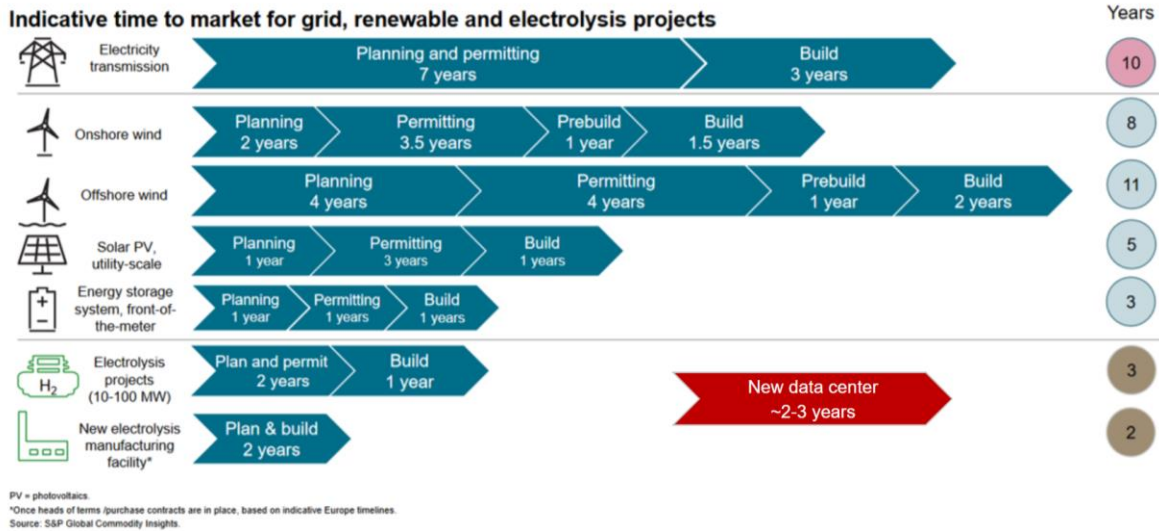 Indicative time to market for grid, renewable and electrolysis projects
Years
Electricity
transmission
Planning and permitting
7 years
Build
3 years
10
Onshore wind
Planning
2 years
Permitting
3.5 years
Prebuild
1 year
Build
1.5 years
8
Offshore wind
Planning
4 years
Permitting
4 years
Prebuild
1 year
Build
2 years
11
Solar PV,
utility-scale
Planning
1 year
Permitting
3 years
Build
1 years
5
Energy storage
system, front-of-
the-meter
Planning
1 year
Permitting
1 years
Build
1 years
3
H2
Electrolysis
projects
(10-100 MW)
Plan and permit
2 years
Build
1 year
3
New data center
~2-3 years
New electrolysis
manufacturing
facility*
Plan & build
2 years
2
PV = photovoltaics.
*Once heads of terms /purchase contracts are in place, based on indicative Europe timelines.
Source: S&P Global Commodity Insights.